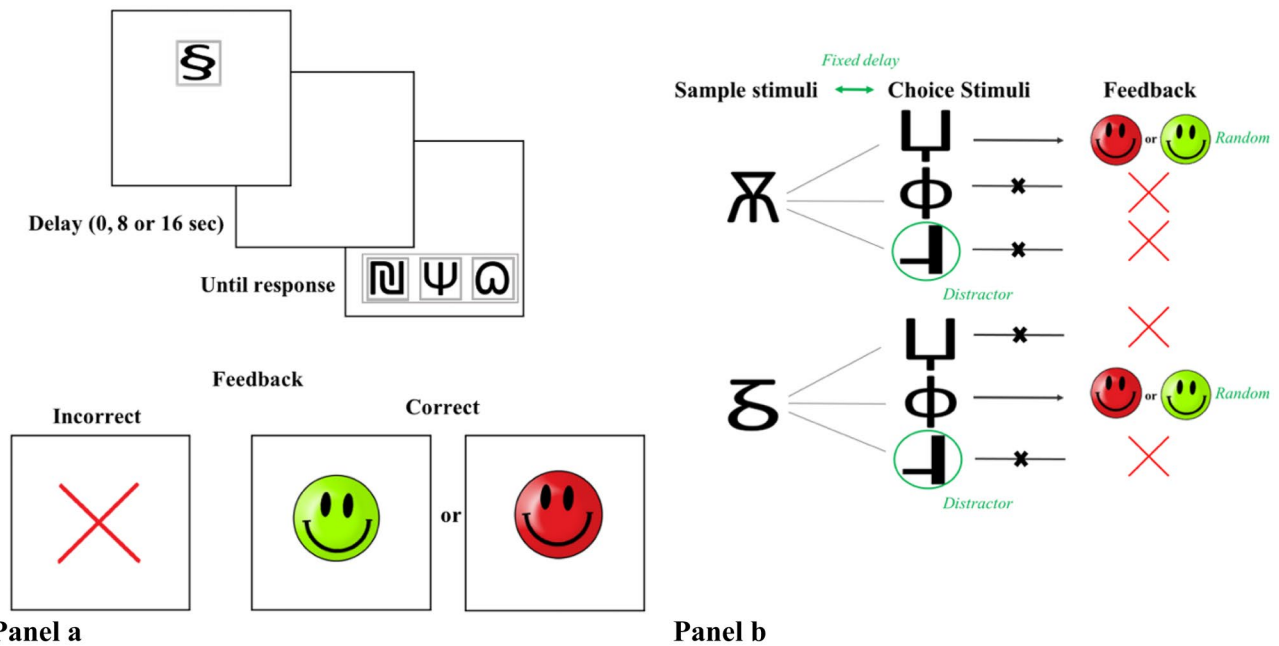 §
Delay (0, 8 or 16 sec)
Until response
₪ Ψ ω
Feedback
Incorrect
Correct
or
Panel a
Fixed delay
Sample stimuli
Choice Stimuli
Feedback
or
Random
Distractor
or
Random
Distractor
Panel b